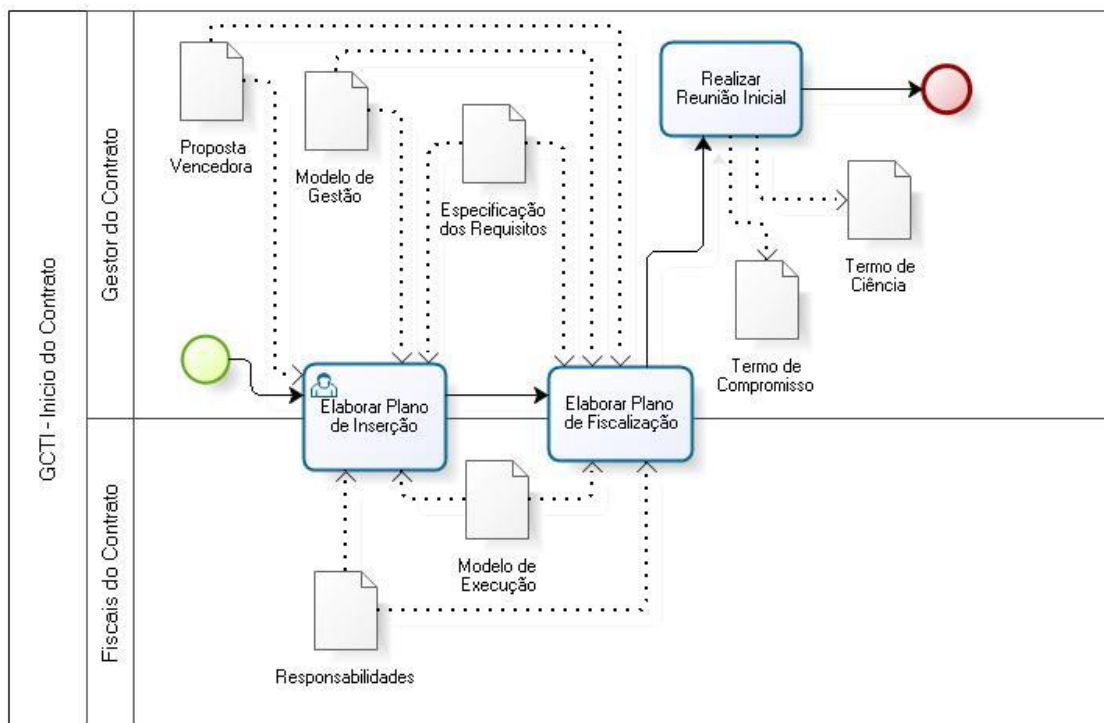 GCTI - Inicio do Contrato
Gestor do Contrato
Proposta
Vencedora
Modelo de
Gestão
Especificação
dos Requisitos
Realizar
Reunião Inicial
Termo de
Ciência
Termo de
Compromisso
Elaborar Plano
de Inserção
Elaborar Plano
de Fiscalização
Fiscais do Contrato
Modelo de
Execução
Responsabilidades